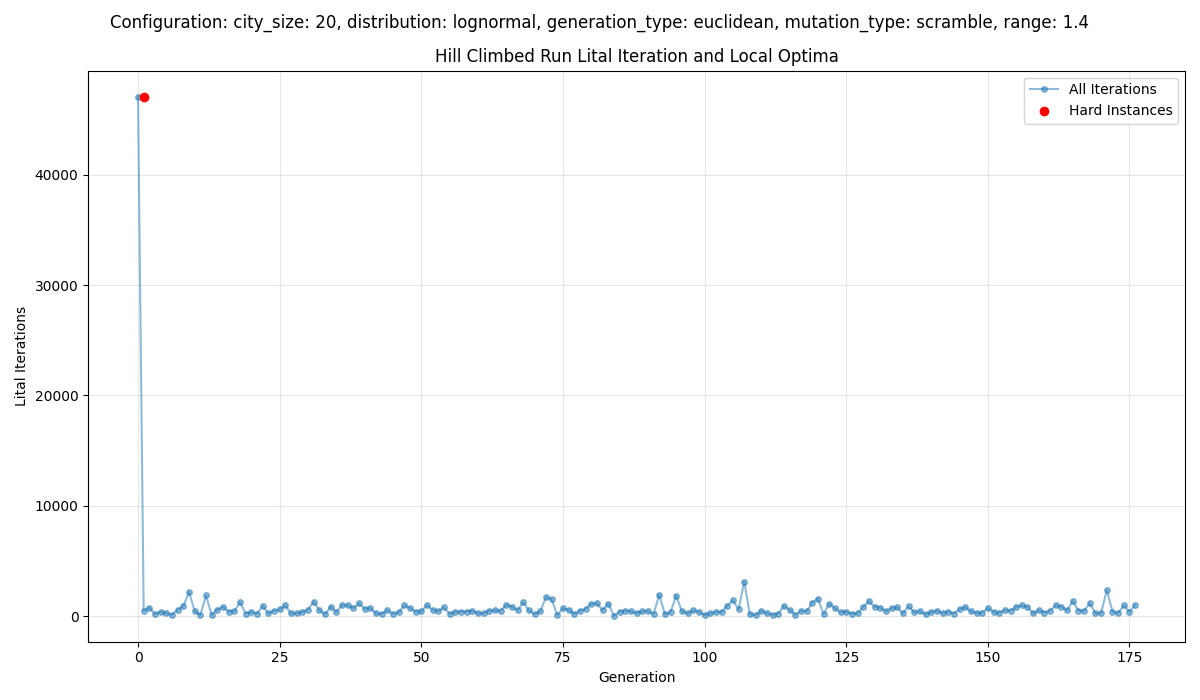 Configuration: city_size: 20, distribution: lognormal, generation_type: euclidean, mutation_type: scramble, range: 1.4
Hill Climbed Run Lital Iteration and Local Optima
All Iterations
Hard Instances
40000
30000
20000
10000
0
Lital Iterations
0 25 50 75 100 125 150 175
Generation